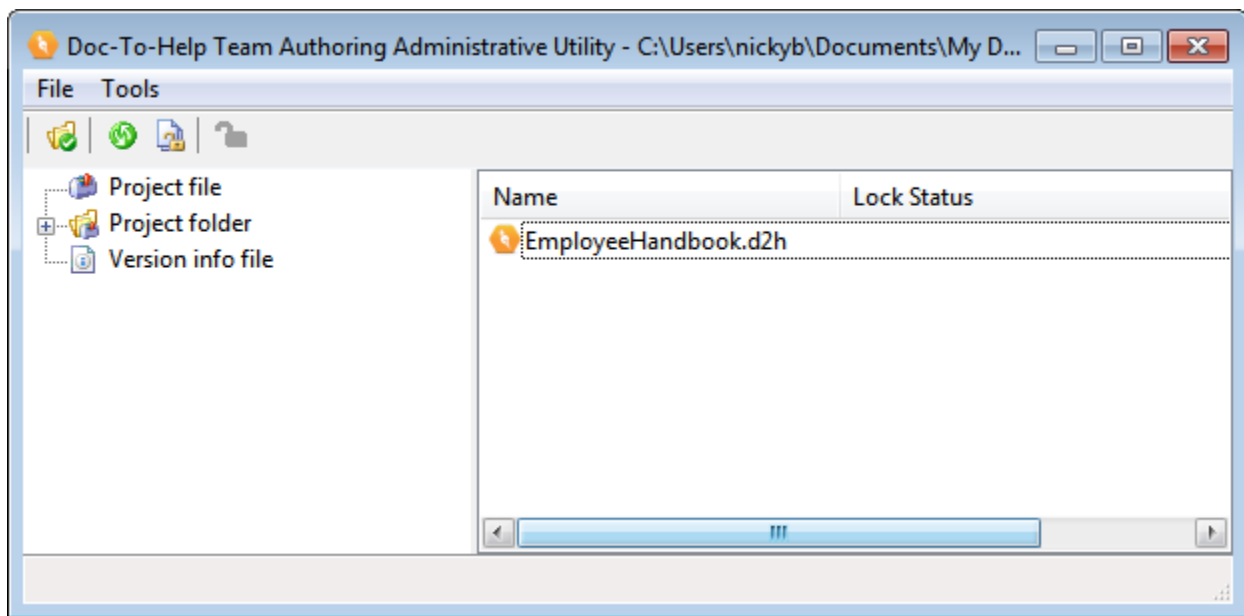 Doc-To-Help Team Authoring Administrative Utility - C:\Users\nickyb\Documents\My D...
File Tools
Project file
Project folder
Version info file
Name Lock Status
EmployeeHandbook.d2h